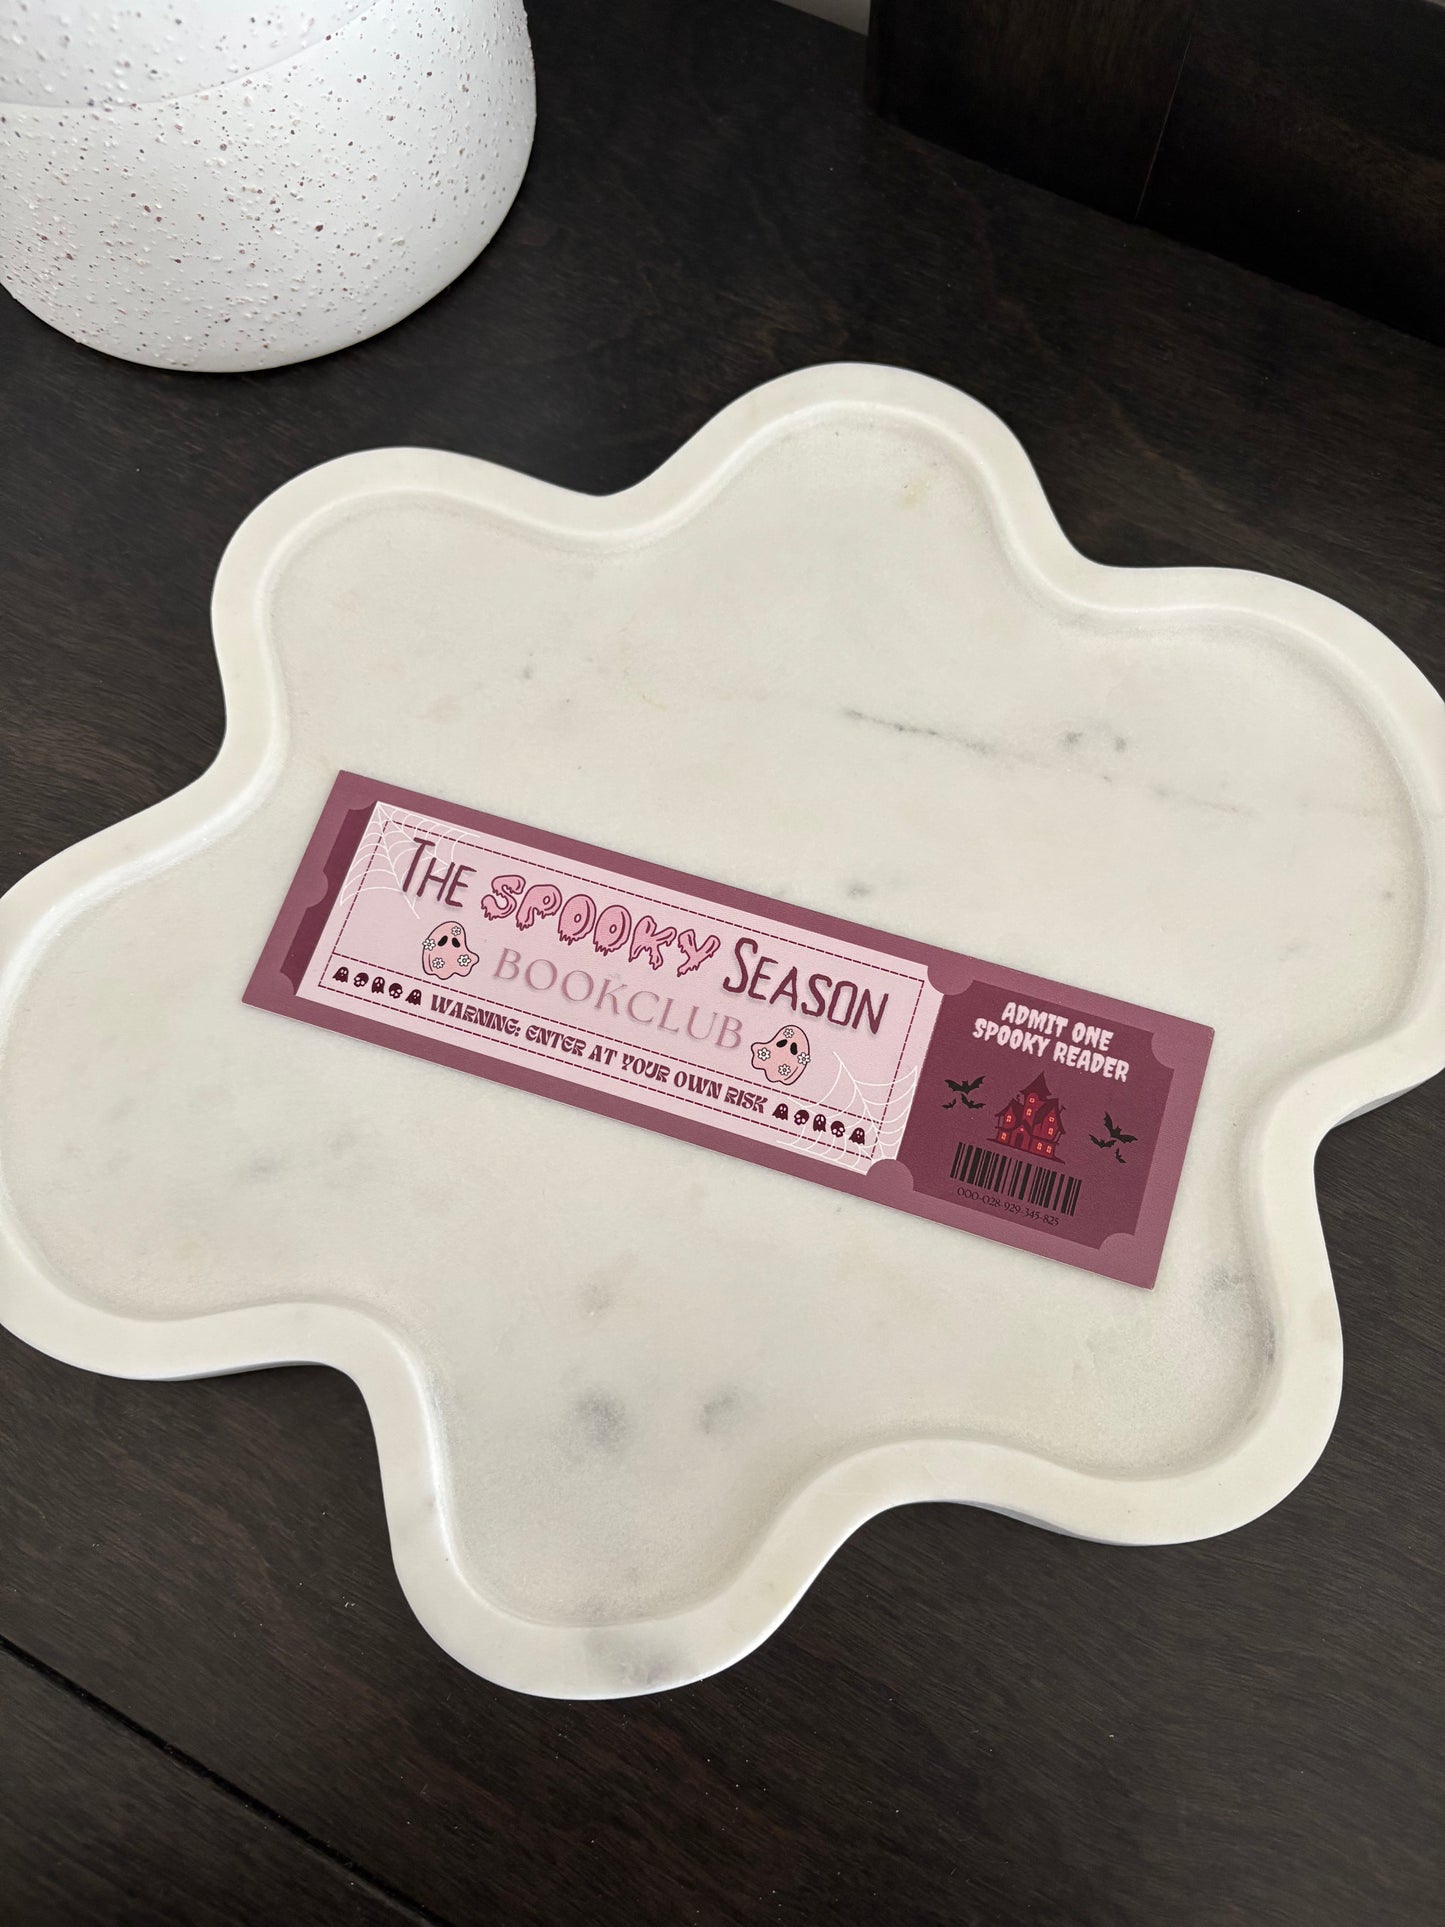 THE SPOOKY SEASON
BOOKCLUB
WARNING: ENTER AT YOUR OWN RISK
ADMIT ONE
SPOOKY READER
000-028-929-345-825